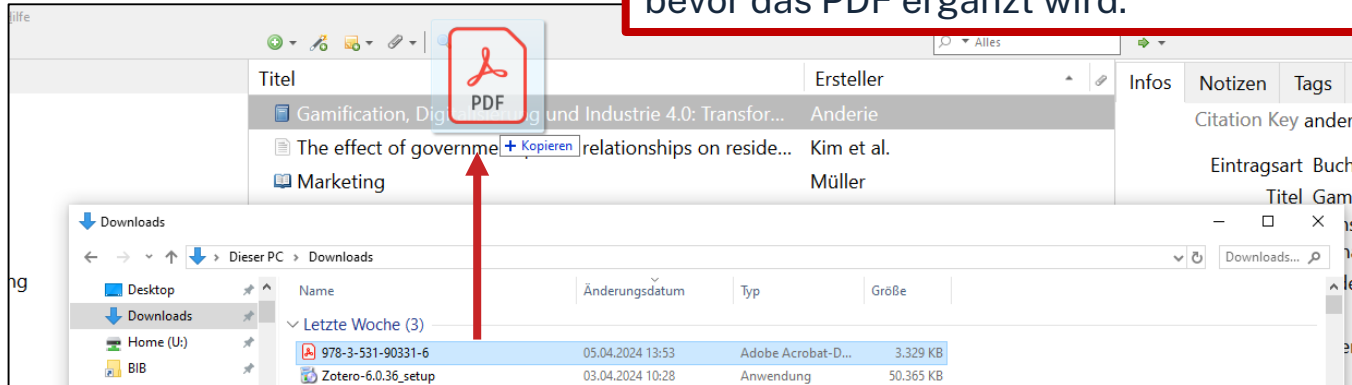 bevor das PDF ergänzt wird.
Hilfe
Alles
Titel Ersteller Infos Notizen Tags
PDF
Gamification, Digitalisierung und Industrie 4.0: Transfor... Anderie
Citation Key ander
+ Kopieren
The effect of governme relationships on reside... Kim et al.
Eintragsart Buch
Marketing Müller
Titel Gam
Downloads
Dieser PC > Downloads
Downloads...
ng
Desktop
Name Änderungsdatum Typ Größe
Downloads
Letzte Woche (3)
Home (U:)
978-3-531-90331-6 05.04.2024 13:53 Adobe Acrobat-D... 3.329 KB
BIB
Zotero-6.0.36_setup 03.04.2024 10:28 Anwendung 50.365 KB